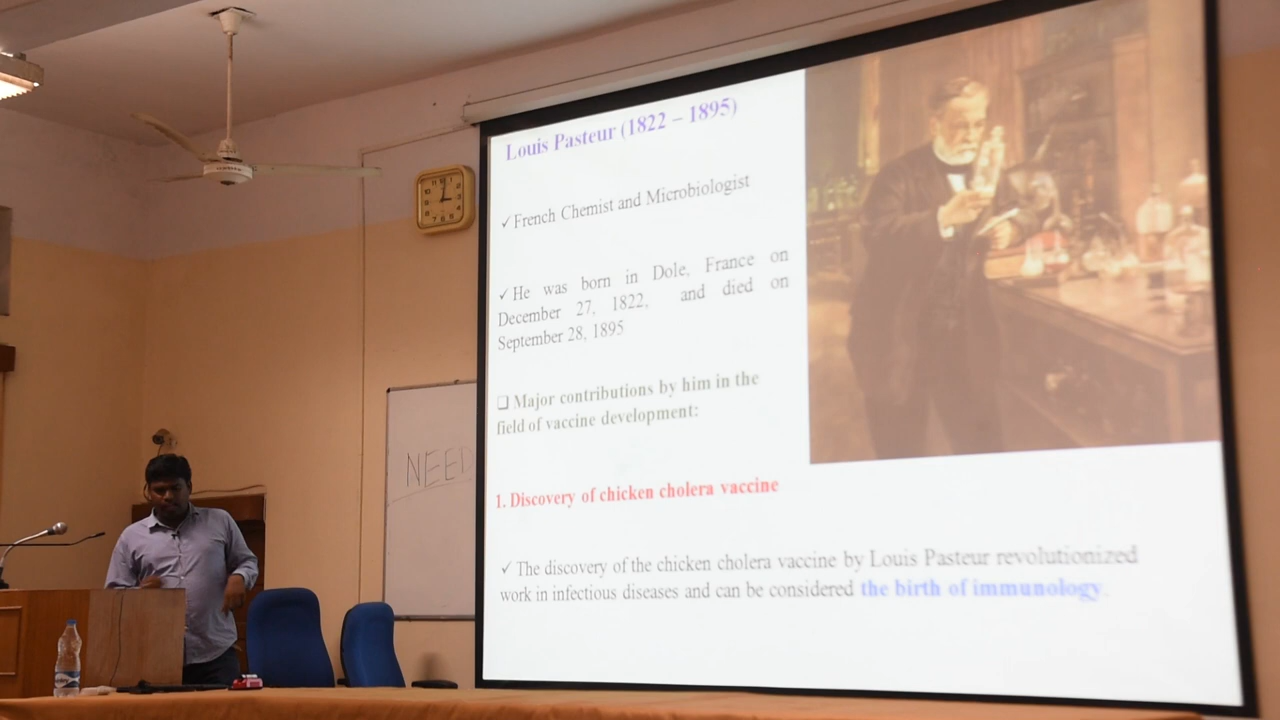 Louis Pasteur (1822 – 1895)
✓French Chemist and Microbiologist
✓He was born in Dole, France on
December 27, 1822, and died on
September 28, 1895
❑ Major contributions by him in the
field of vaccine development:
1. Discovery of chicken cholera vaccine
✓ The discovery of the chicken cholera vaccine by Louis Pasteur revolutionized
work in infectious diseases and can be considered the birth of immunology.
NEED